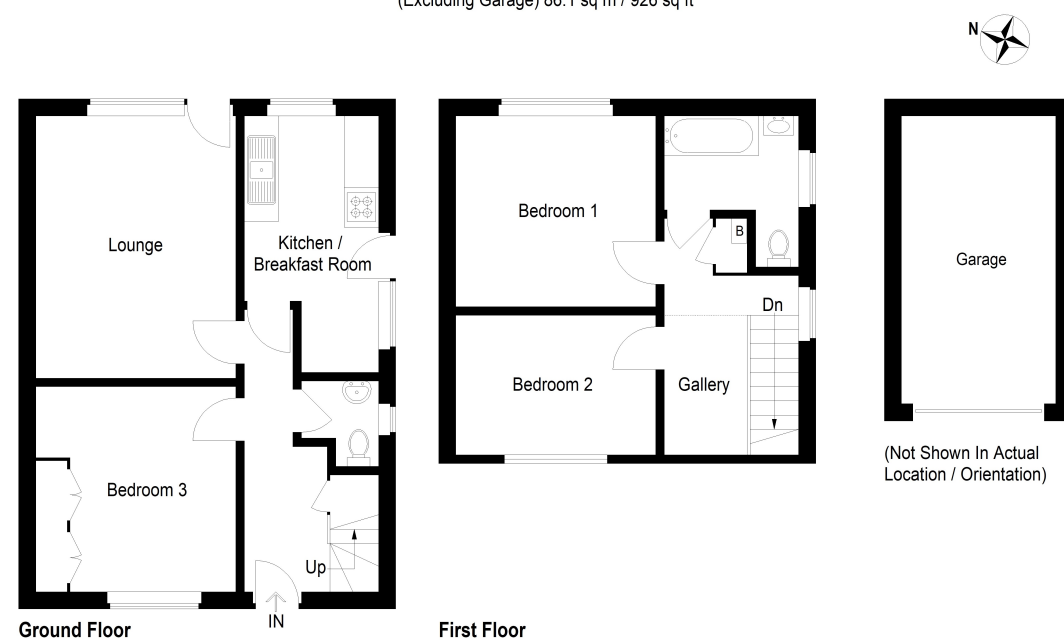 (Excluding Garage) 86.1 sq m / 926 sq ft
N
Lounge
Kitchen /
Breakfast Room
Bedroom 3
Up
IN
Ground Floor
Bedroom 1
B
Dn
Bedroom 2
Gallery
First Floor
Garage
(Not Shown In Actual
Location / Orientation)